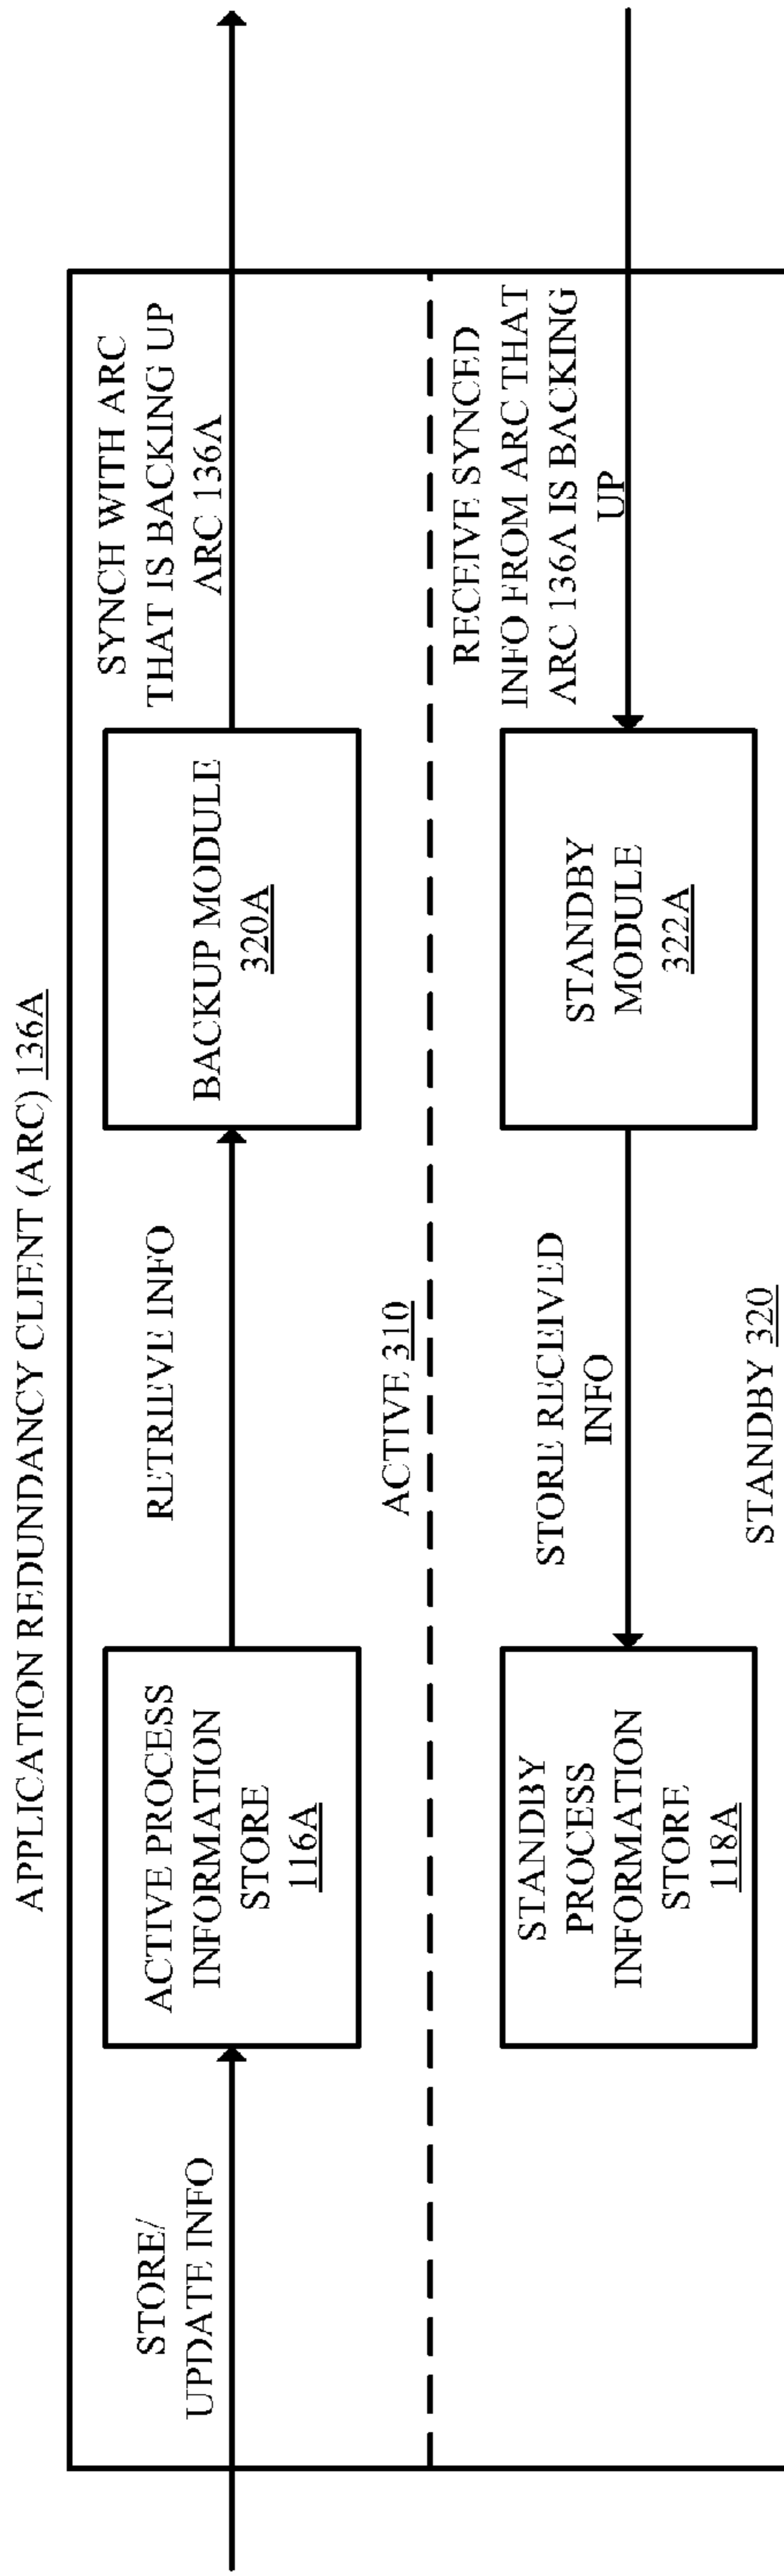 APPLICATION REDUNDANCY CLIENT (ARC) 136A
STORE/
UPDATE INFO
ACTIVE PROCESS
INFORMATION
STORE
116A
RETRIEVE INFO
BACKUP MODULE
320A
SYNCH WITH ARC
THAT IS BACKING UP
ARC 136A
ACTIVE 310
STANDBY
PROCESS
INFORMATION
STORE
118A
STORE RECEIVED
INFO
STANDBY
MODULE
322A
RECEIVE SYNCED
INFO FROM ARC THAT
ARC 136A IS BACKING
UP
STANDBY 320